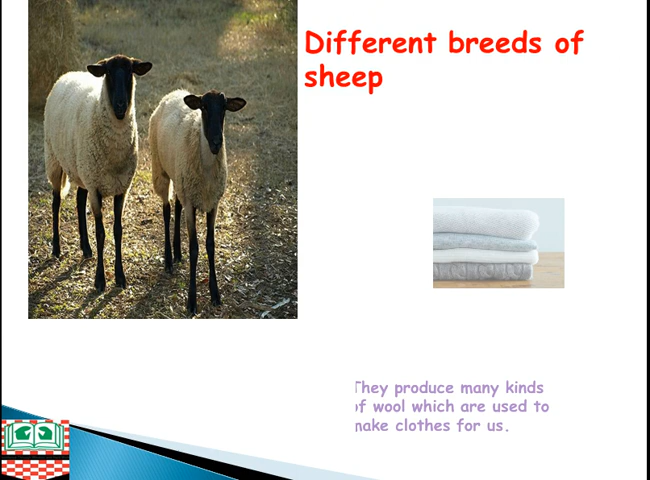 Different breeds of
sheep
They produce many kinds
of wool which are used to
make clothes for us.